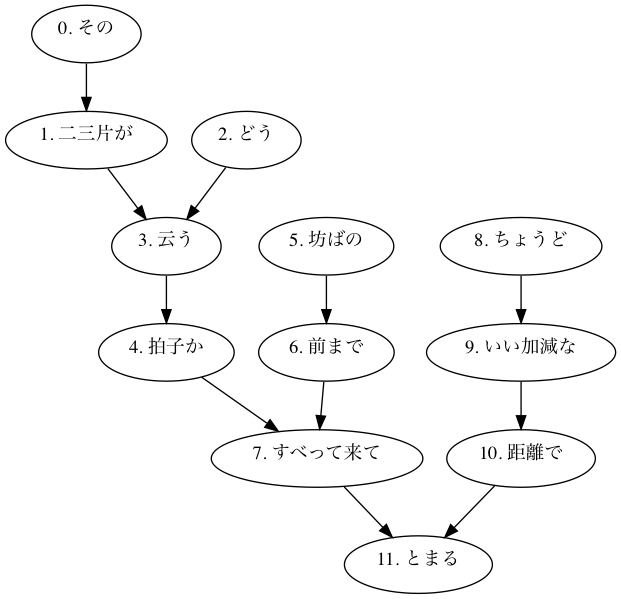 0. その
1. 二三片が
2. どう
3. 云う
5. 坊ばの
8. ちょうど
4. 拍子か
6. 前まで
9. いい加減な
7. すべって来て
10. 距離で
11. とまる